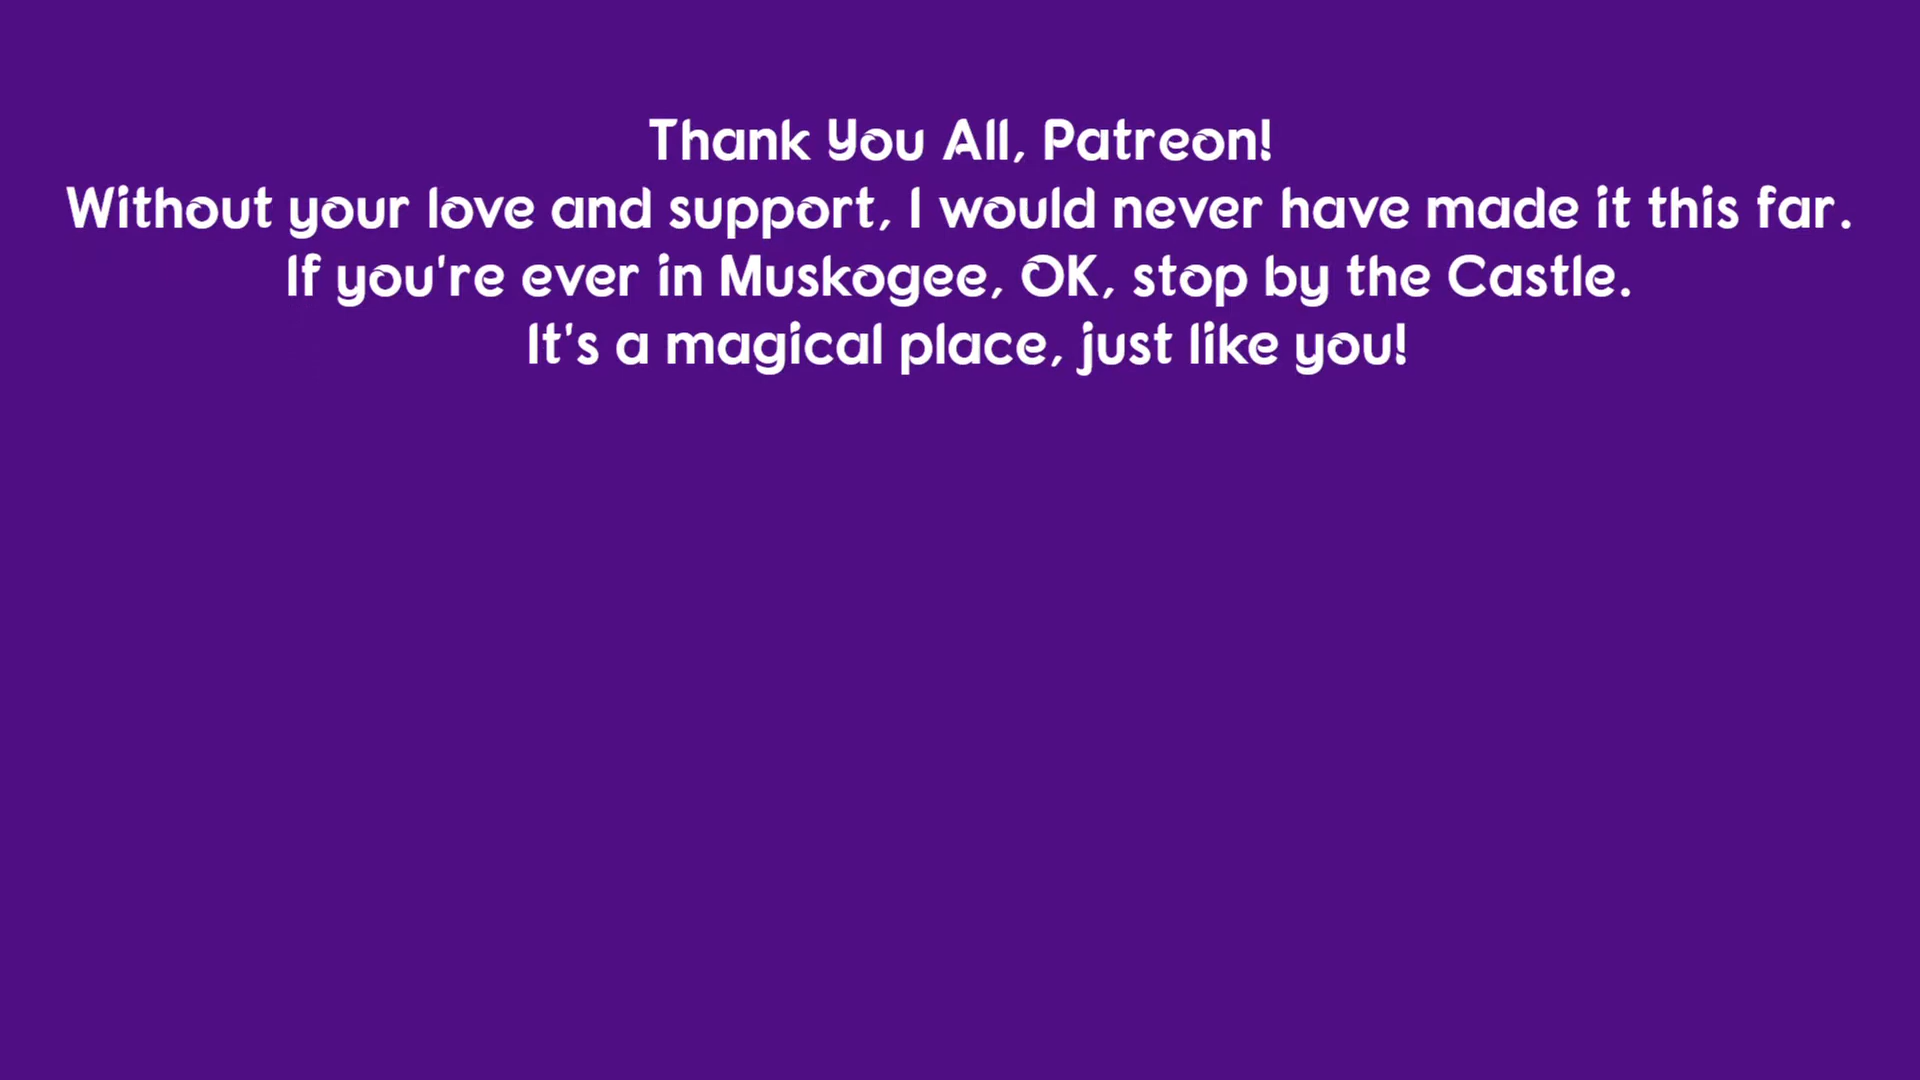 Thank You All, Patreon!
Without your love and support, I would never have made it this far.
If you're ever in Muskogee, OK, stop by the Castle.
It's a magical place, just like you!